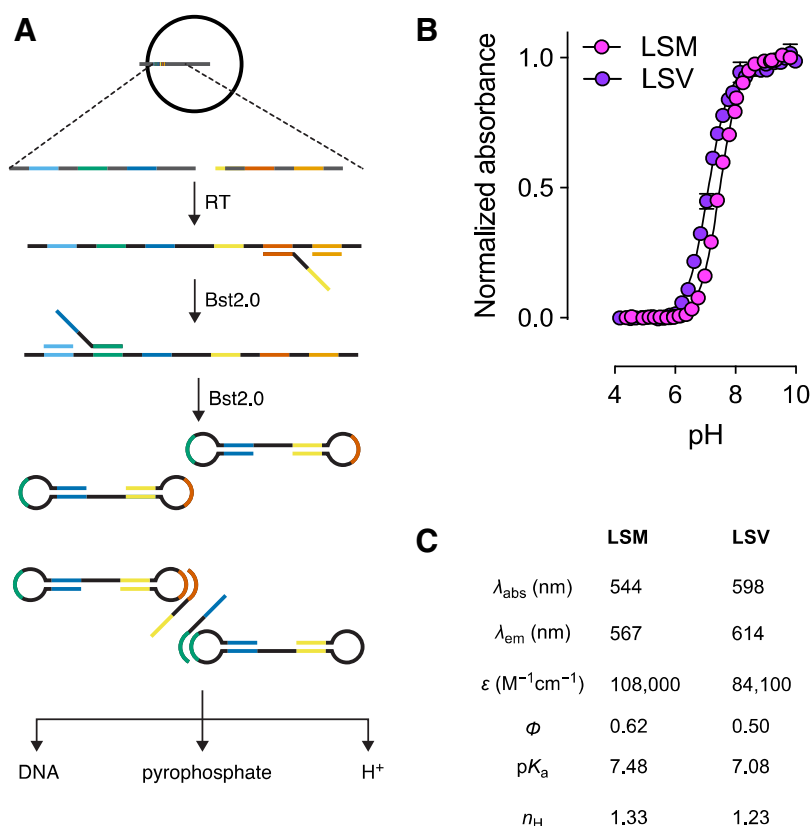 A
RT
Bst2.0
Bst2.0
DNA pyrophosphate H⁺
B
LSM
LSV
Normalized absorbance
1.0
0.5
0.0
4 6 8 10
pH
C
LSM LSV
λabs (nm) 544 598
λem (nm) 567 614
ε (M⁻¹cm⁻¹) 108,000 84,100
Φ 0.62 0.50
pKa 7.48 7.08
nH 1.33 1.23